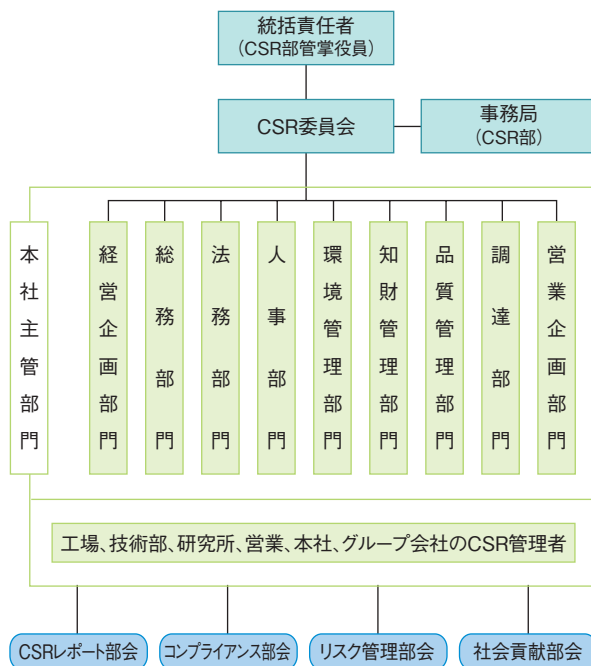 統括責任者
（CSR部管掌役員）
CSR委員会
事務局
（CSR部）
本社主管部門
経営企画部門
総務部門
法務部門
人事部門
環境管理部門
知財管理部門
品質管理部門
調達部門
営業企画部門
工場、技術部、研究所、営業、本社、グループ会社のCSR管理者
CSRレポート部会
コンプライアンス部会
リスク管理部会
社会貢献部会